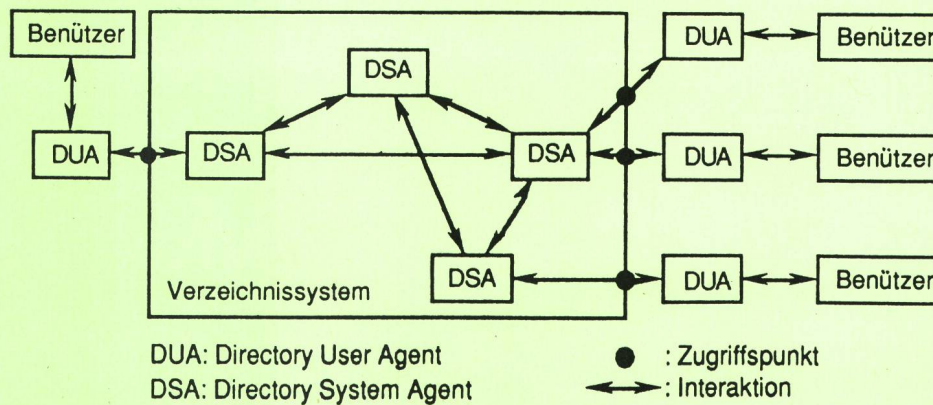 Benützer
DUA
DSA
DSA
DSA
DSA
DUA
Benützer
DUA
Benützer
DUA
Benützer
Verzeichnissystem
DUA: Directory User Agent
: Zugriffspunkt
DSA: Directory System Agent
: Interaktion